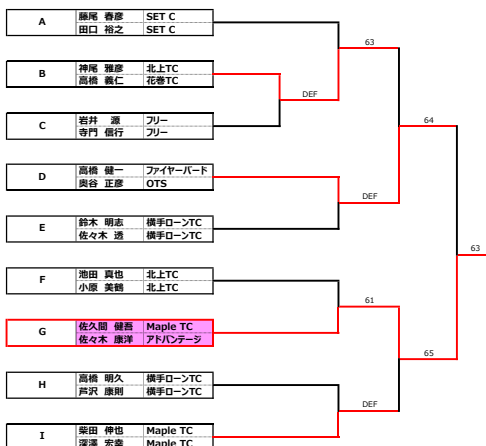 A 藤尾 春彦 SET C
田口 裕之 SET C
63
B 神尾 雅彦 北上TC
高橋 義仁 花巻TC
DEF
C 岩井 源 フリー
寺門 信行 フリー
64
D 高橋 健一 ファイヤーバード
奥谷 正彦 OTS
DEF
E 鈴木 明志 横手ローンTC
佐々木 透 横手ローンTC
63
F 池田 真也 北上TC
小原 美鶴 北上TC
61
G 佐久間 健吾 Maple TC
佐々木 康洋 アドバンテージ
65
H 高橋 明久 横手ローンTC
芦沢 康則 横手ローンTC
DEF
I 柴田 伸也 Maple TC
深澤 宏幸 Maple TC